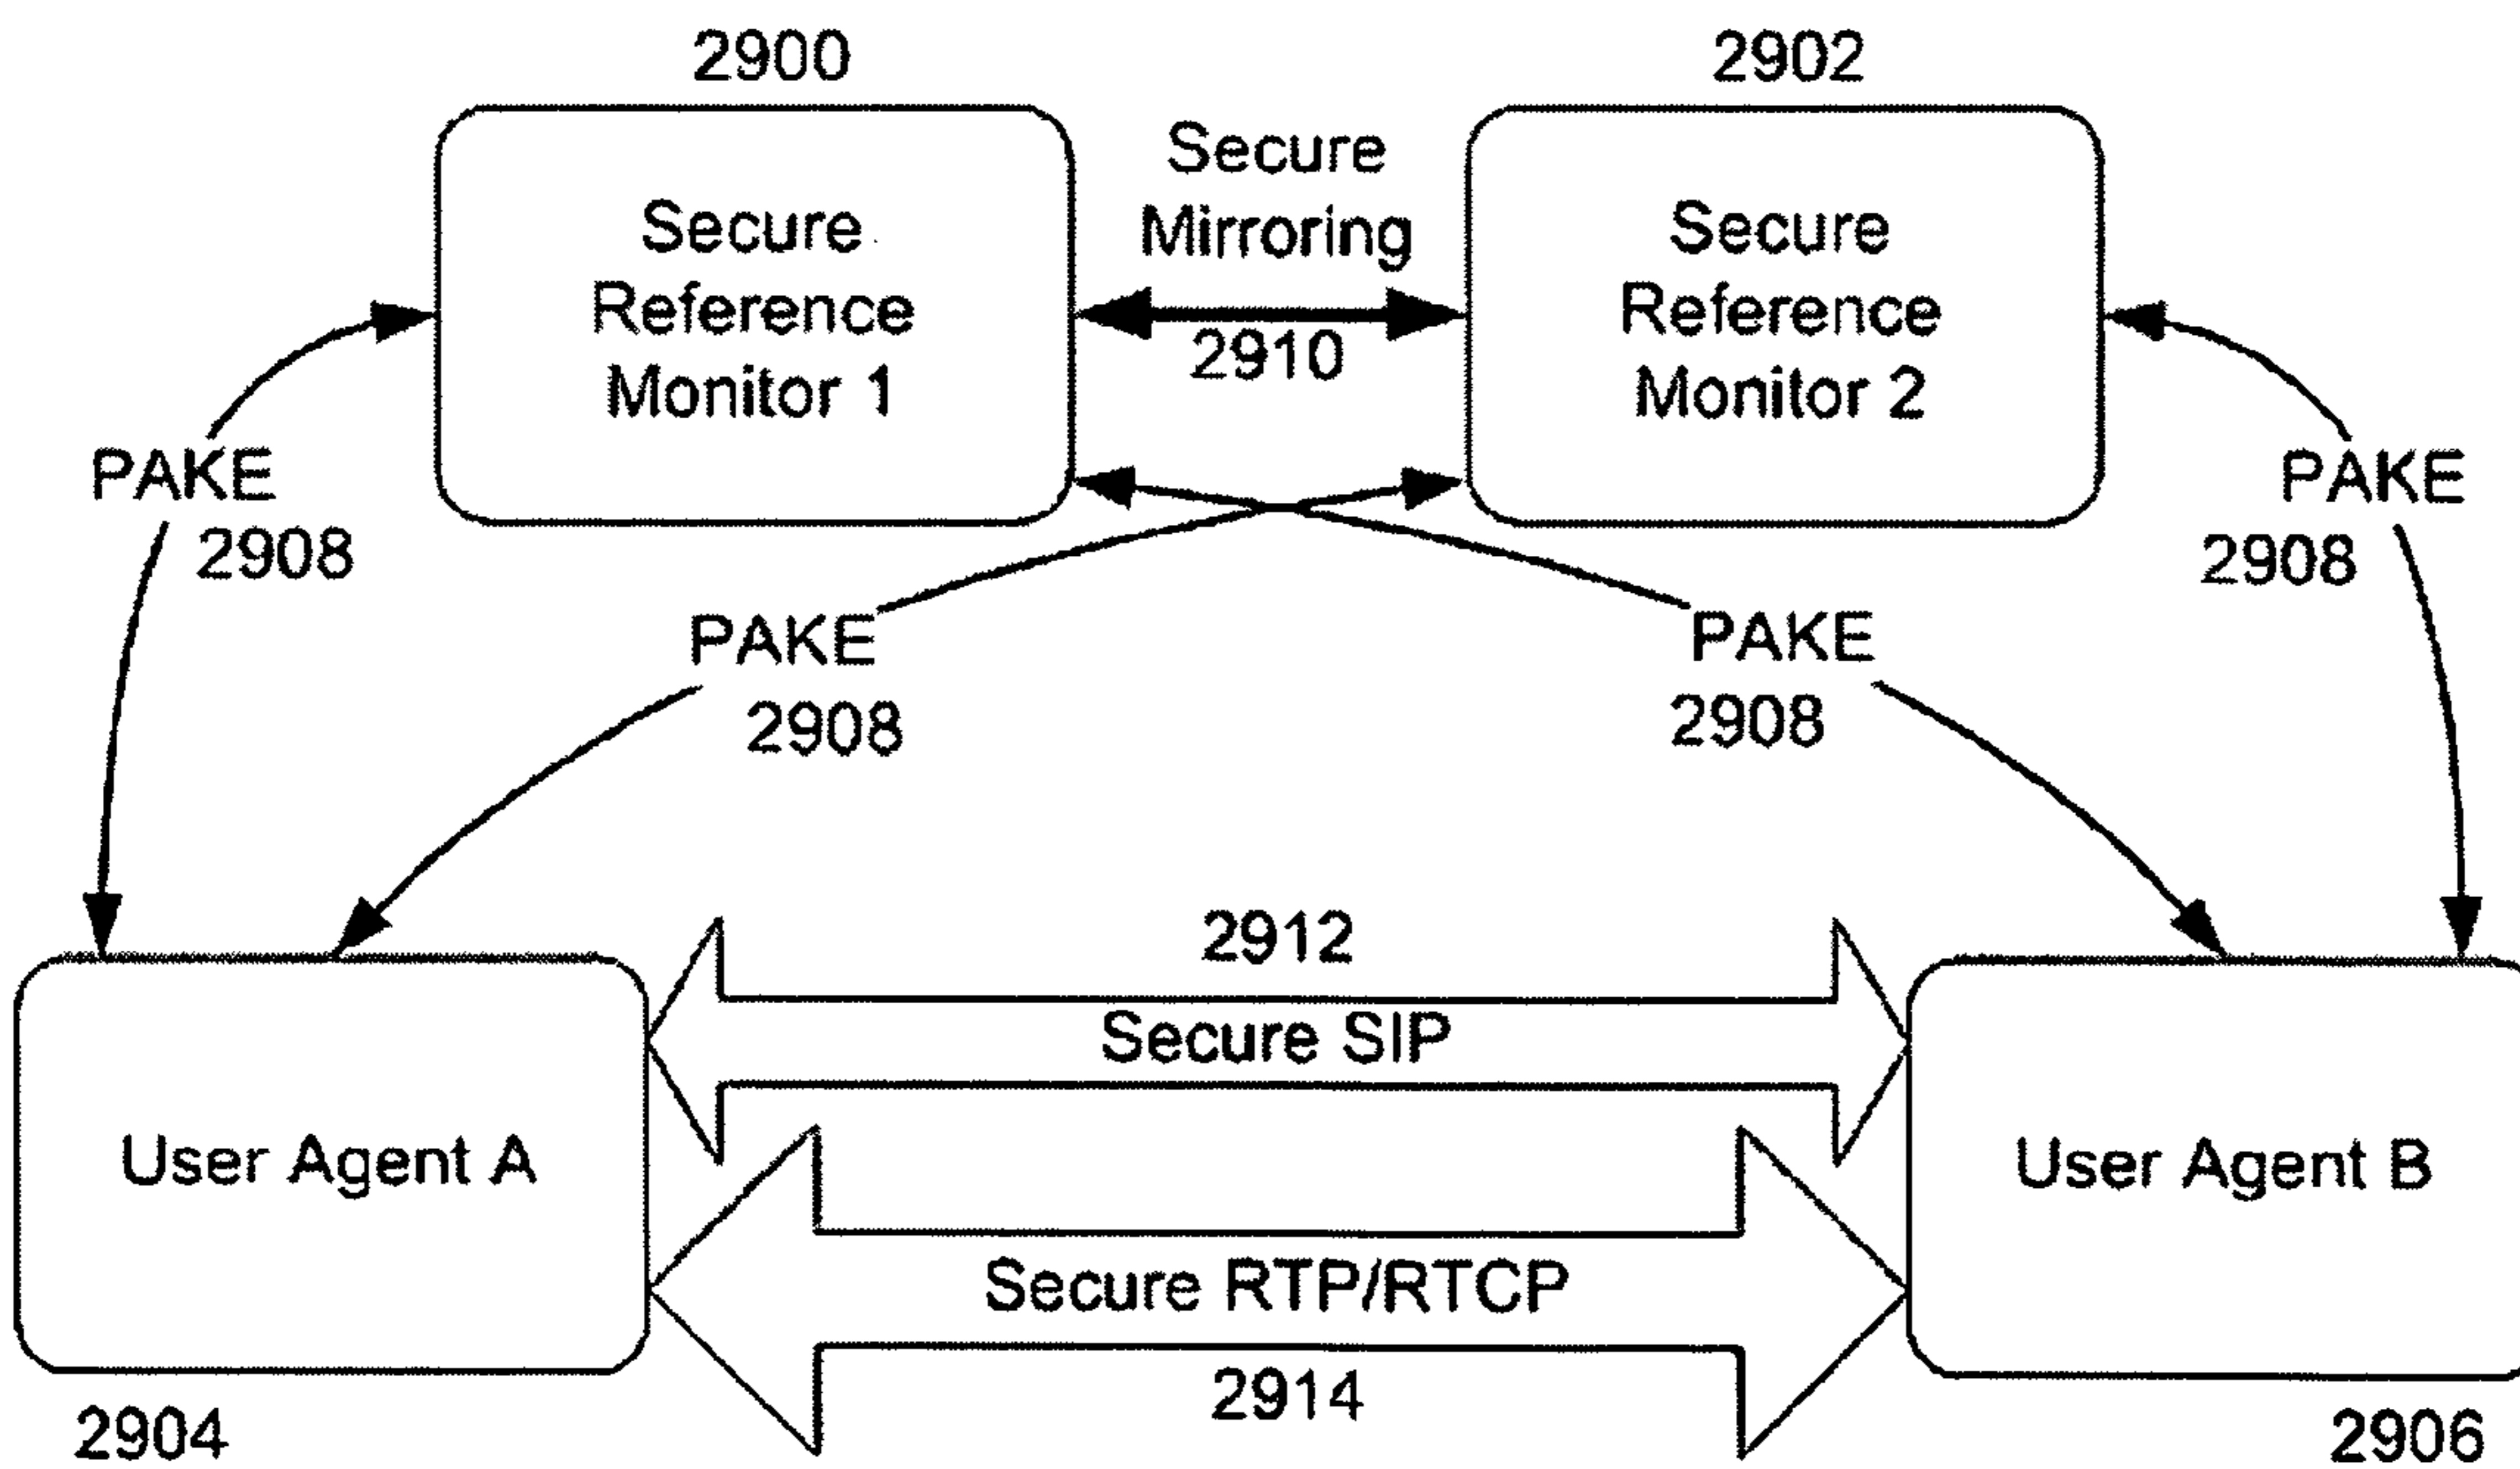 2900
2902
Secure
Mirroring
2910
Secure
Reference
Monitor 1
Secure
Reference
Monitor 2
PAKE
2908
PAKE
2908
PAKE
2908
PAKE
2908
2912
Secure SIP
User Agent A
User Agent B
Secure RTP/RTCP
2914
2904
2906